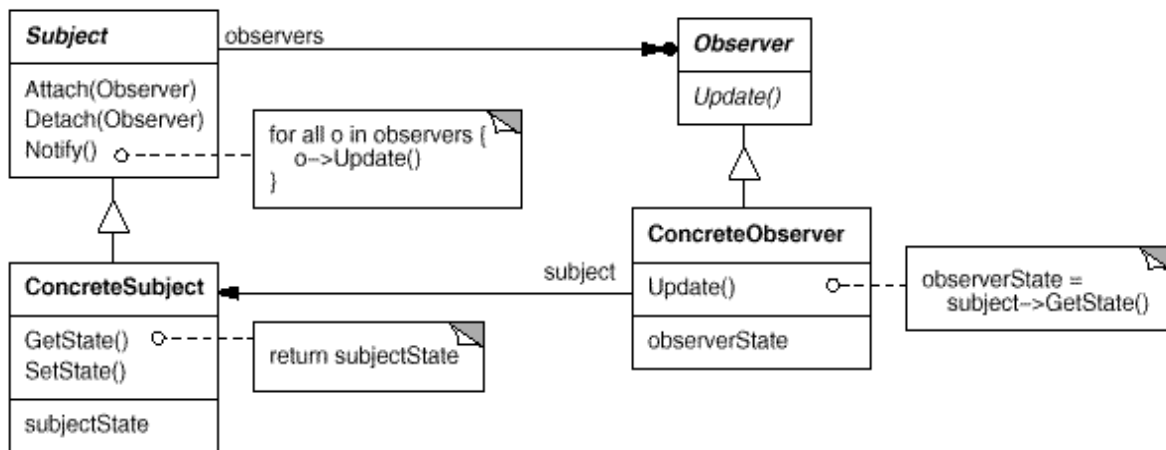 Subject
observers
Observer
Attach(Observer)
Detach(Observer)
Notify()
for all o in observers {
o->Update()
}
Update()
ConcreteSubject
GetState()
SetState()
subjectState
return subjectState
subject
ConcreteObserver
Update()
observerState
observerState =
subject->GetState()